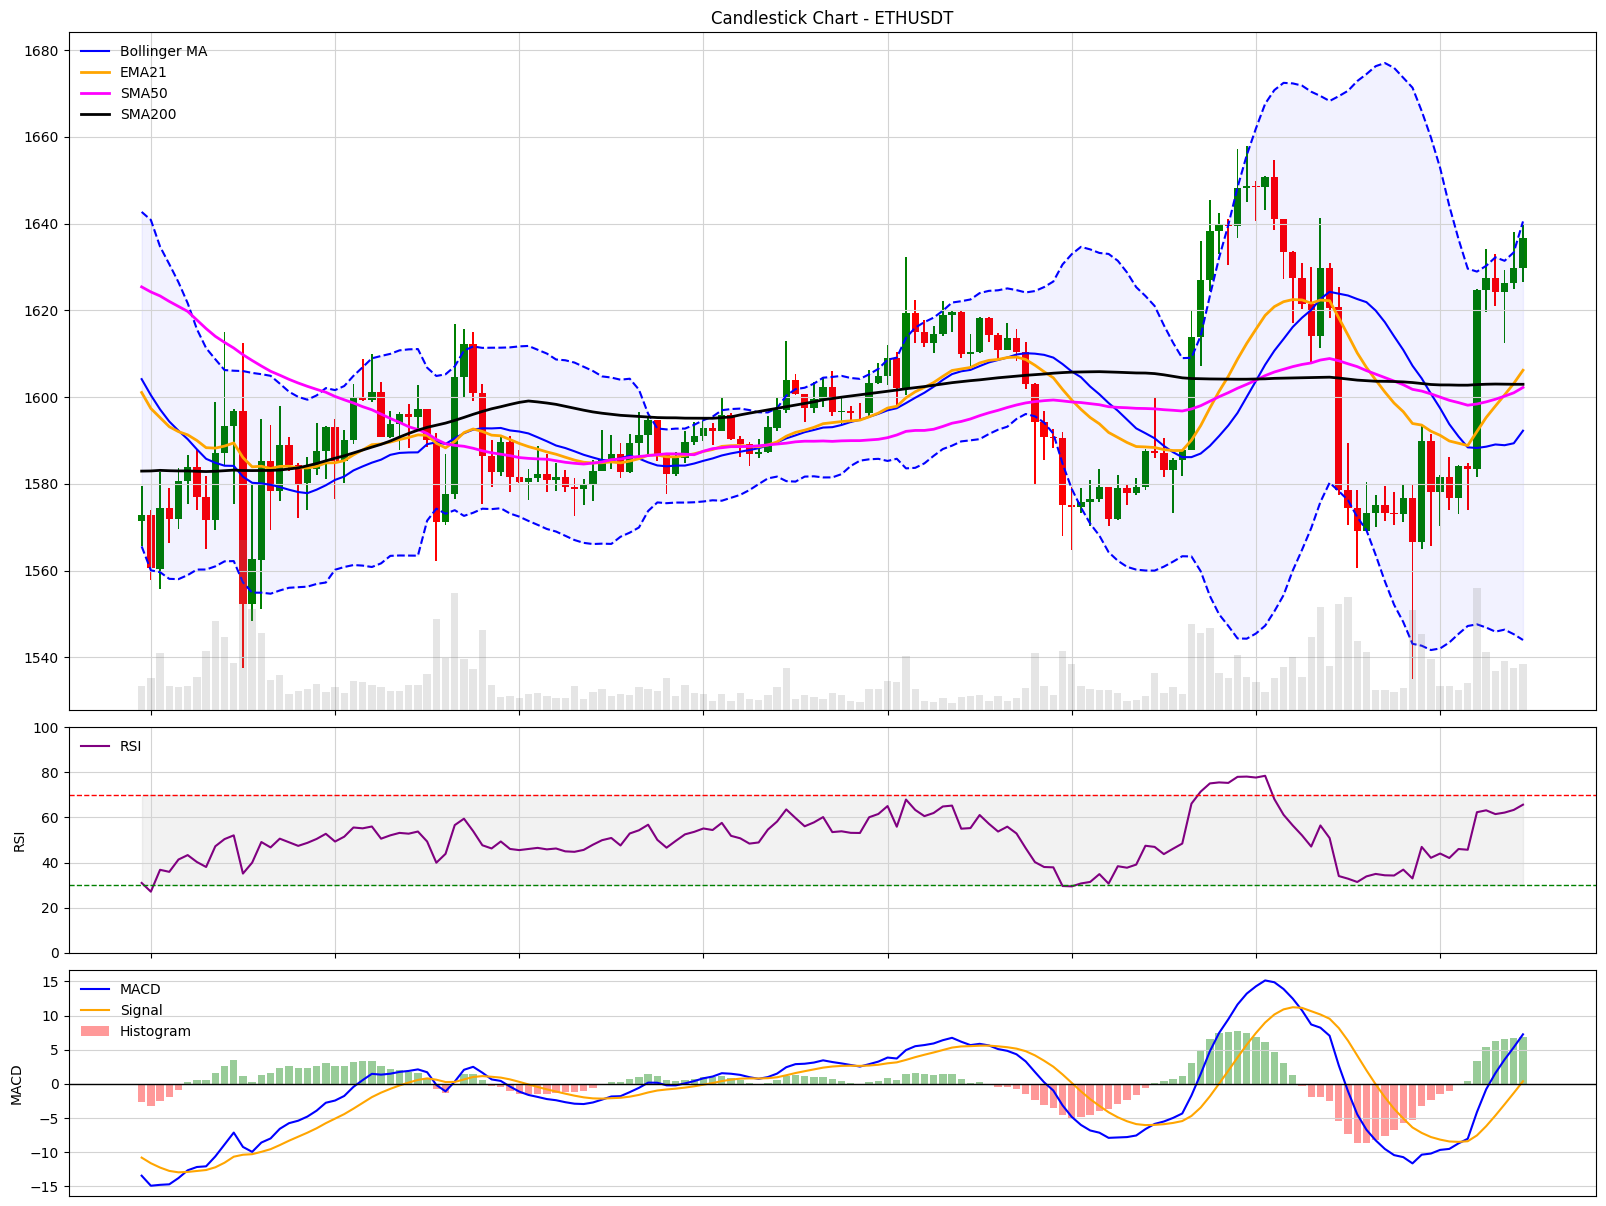 Candlestick Chart - ETHUSDT
Bollinger MA
EMA21
SMA50
SMA200
1680
1660
1640
1620
1600
1580
1560
1540
RSI
100
80
60
40
20
0
RSI
MACD
Signal
Histogram
15
10
5
0
−5
−10
−15
MACD